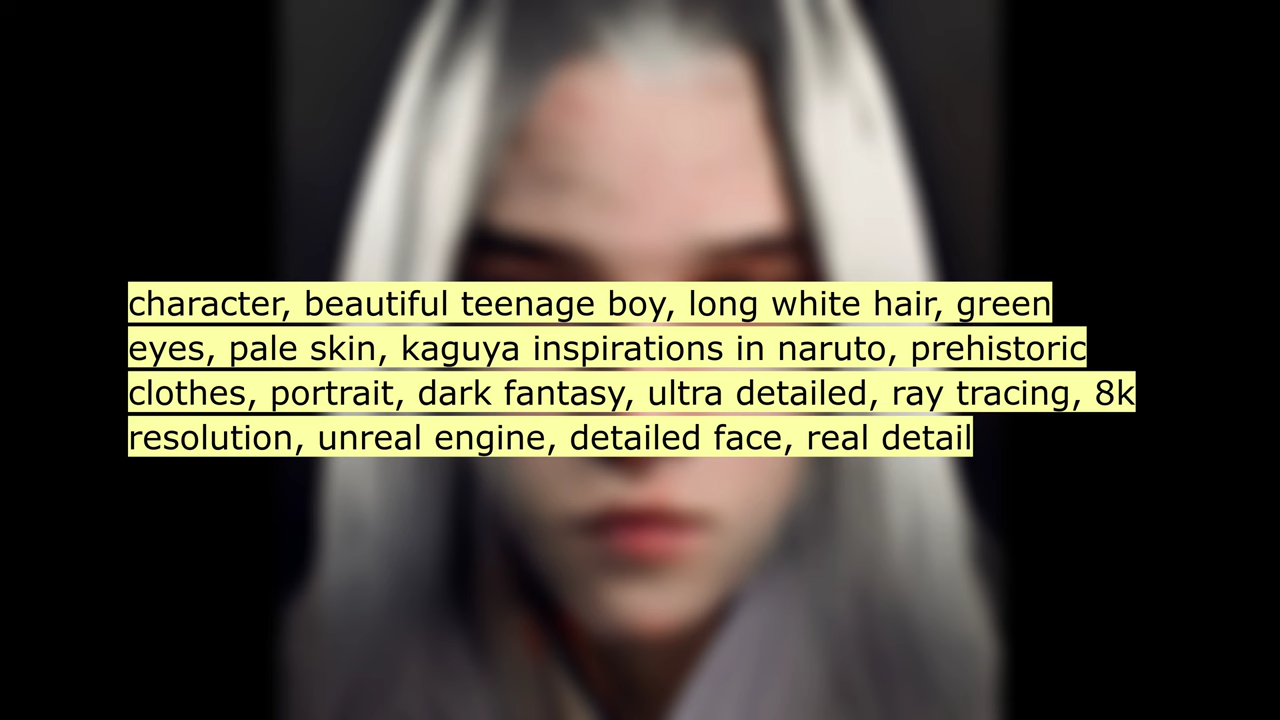 character, beautiful teenage boy, long white hair, green
eyes, pale skin, kaguya inspirations in naruto, prehistoric
clothes, portrait, dark fantasy, ultra detailed, ray tracing, 8k
resolution, unreal engine, detailed face, real detail